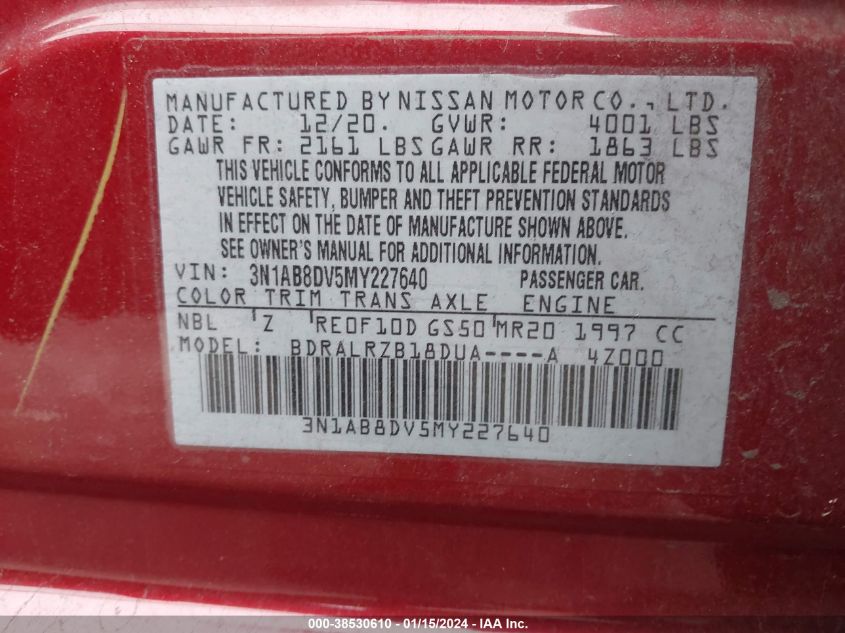 MANUFACTURED BY NISSAN MOTOR CO., LTD.
DATE: 12/20. GVWR: 4001 LBS
GAWR FR: 2161 LBS GAWR RR: 1863 LBS
THIS VEHICLE CONFORMS TO ALL APPLICABLE FEDERAL MOTOR
VEHICLE SAFETY, BUMPER AND THEFT PREVENTION STANDARDS
IN EFFECT ON THE DATE OF MANUFACTURE SHOWN ABOVE.
SEE OWNER'S MANUAL FOR ADDITIONAL INFORMATION.
VIN: 3N1AB8DV5MY227640 PASSENGER CAR.
COLOR TRIM TRANS AXLE ENGINE
NBL Z RE0F10D GS50 MR20 1997 CC
MODEL: BDRALRZB18DUA----A 4Z000
3N1AB8DV5MY227640
000-38530610 - 01/15/2024 - IAA Inc.